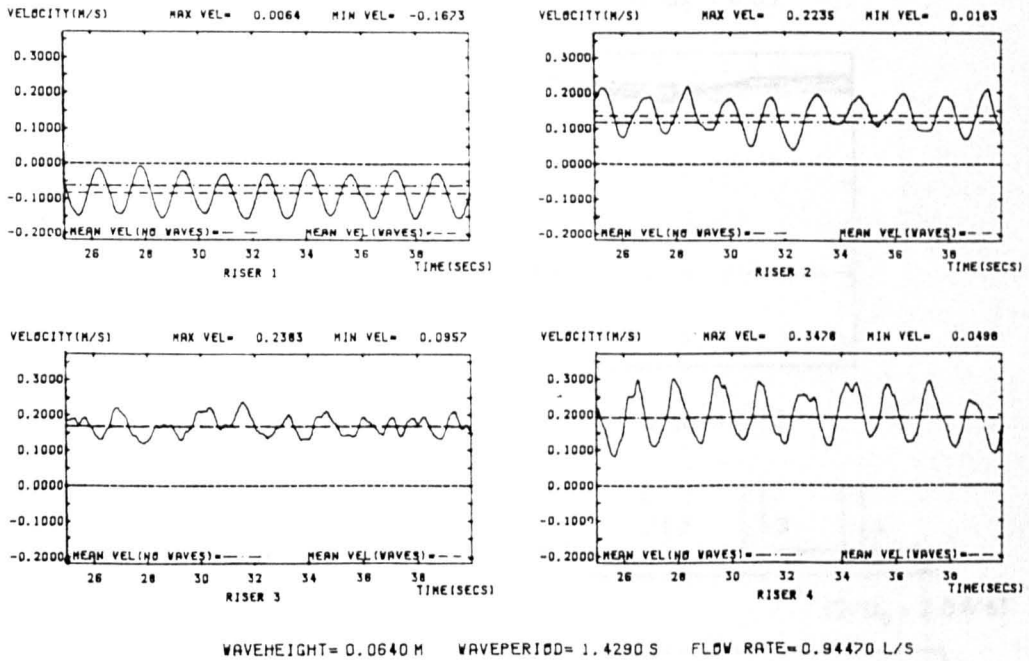 VELOCITY(M/S) MAX VEL= 0.0064 MIN VEL= -0.1673
0.3000
0.2000
0.1000
0.0000
-0.1000
-0.2000
MEAN VEL(NO WAVES)=— · — MEAN VEL(WAVES)=– – –
26 28 30 32 34 36 38
TIME(SECS)
RISER 1
VELOCITY(M/S) MAX VEL= 0.2235 MIN VEL= 0.0183
0.3000
0.2000
0.1000
0.0000
-0.1000
-0.2000
MEAN VEL(NO WAVES)=— · — MEAN VEL(WAVES)=– – –
26 28 30 32 34 36 38
TIME(SECS)
RISER 2
VELOCITY(M/S) MAX VEL= 0.2383 MIN VEL= 0.0957
0.3000
0.2000
0.1000
0.0000
-0.1000
-0.2000
MEAN VEL(NO WAVES)=— · — MEAN VEL(WAVES)=– – –
26 28 30 32 34 36 38
TIME(SECS)
RISER 3
VELOCITY(M/S) MAX VEL= 0.3478 MIN VEL= 0.0498
0.3000
0.2000
0.1000
0.0000
-0.1000
-0.2000
MEAN VEL(NO WAVES)=— · — MEAN VEL(WAVES)=– – –
26 28 30 32 34 36 38
TIME(SECS)
RISER 4
WAVEHEIGHT= 0.0640 M WAVEPERIOD= 1.4290 S FLOW RATE= 0.94470 L/S